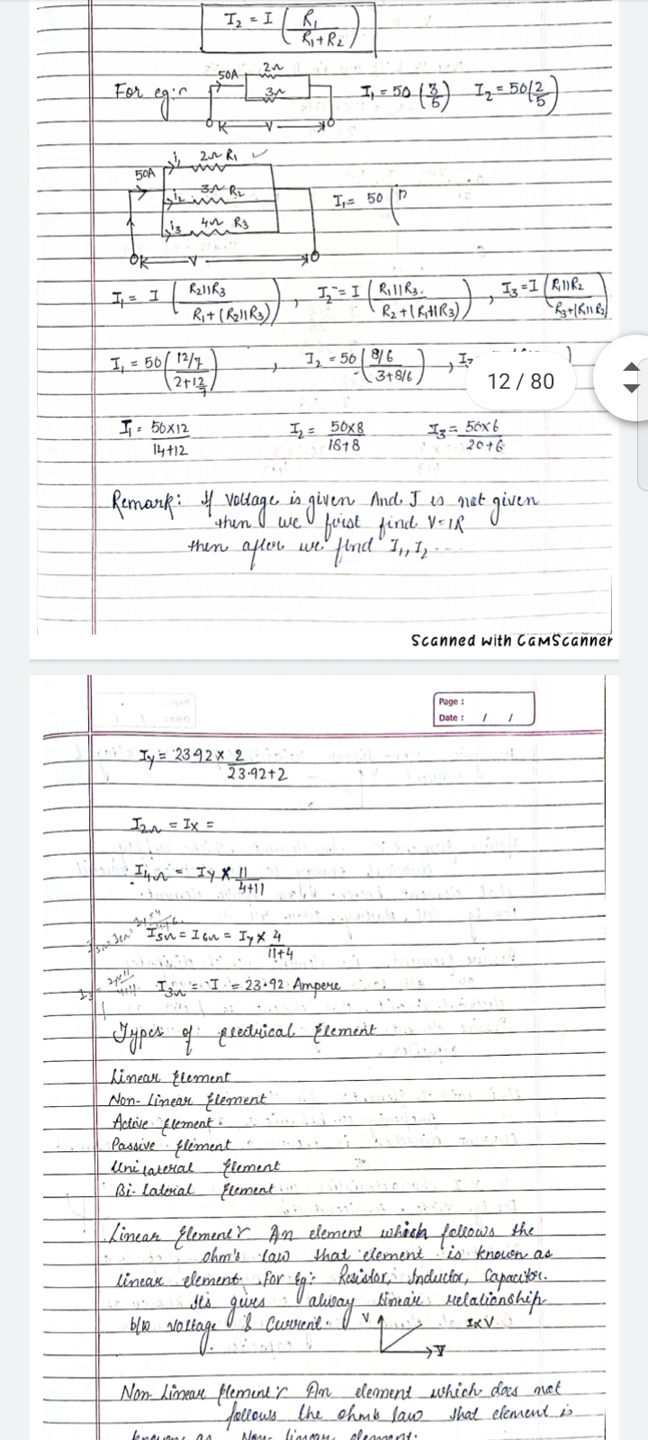 I2 = I (R1 / R1+R2)
For eg:- 50A 2Ω 3Ω K V I1 = 50 (3/5) I2 = 50(2/5)
50A i1 2Ω R1
i2 3Ω R2
i3 4Ω R3
I1 = 50
K V
I1 = I (R2||R3 / R1+(R2||R3)), I2 = I (R1||R3 / R2+(R1||R3)), I3 = I (R1||R2 / R3+(R1||R2)
I1 = 50 (12/7 / 2+12/7), I2 = 50 (8/6 / 3+8/6),
12 / 80
I1 = 50x12 / 14+12 I2 = 50x8 / 18+8 I3 = 50x6 / 20+6
Remark: If voltage is given And I is not given
then we first find V=IR
then after we find I1, I2 ...
Scanned with CamScanner
Page :
Date : / /
Iy = 23.92 x 2 / 23.92+2
I2Ω = Ix =
I4Ω = Iy x 11 / 4+11
I5Ω = I6Ω = Iy x 4 / 11+4
I3Ω = I = 23.92 Ampere
Types of electrical Element
Linear Element
Non-Linear Element
Active Element
Passive Element
Unilateral Element
Bi-Laterial Element
Linear Element An element which follows the
ohm's law that element is known as
linear element. For Eg:- Resistor, Inductor, Capacitor.
It's gives alway linear relationship
b/w voltage & Current. V I∝V
Non-Linear Element An element which does not
follows the ohm's law that element is
known as Non-linear element.